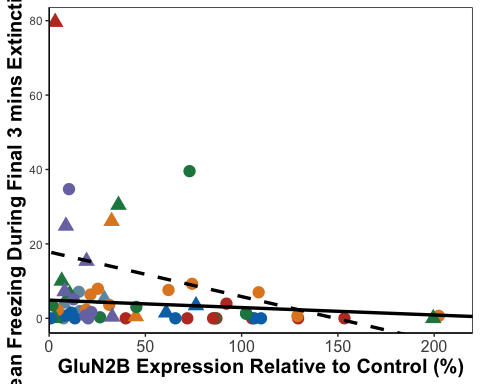 ean Freezing During Final 3 mins Extincti
80
60
40
20
0
0 50 100 150 200
GluN2B Expression Relative to Control (%)